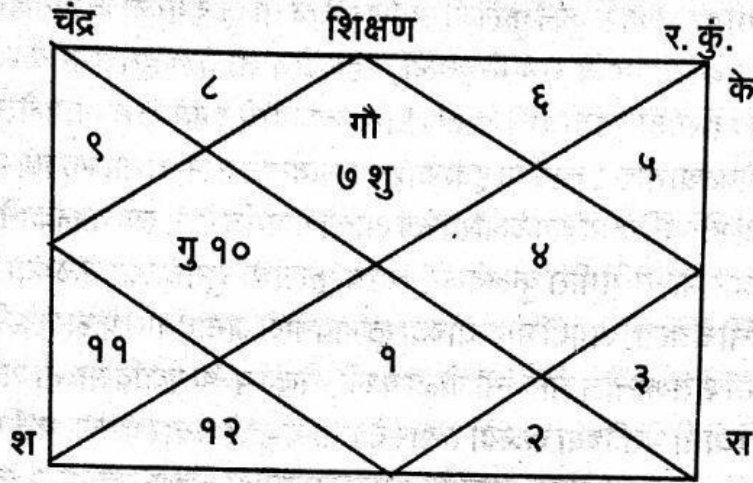 चंद्र शिक्षण र. कुं.
८ ६ के
गौ
९ ५
७ शु
गु १० ४
११ १ ३
१२ २
श रा